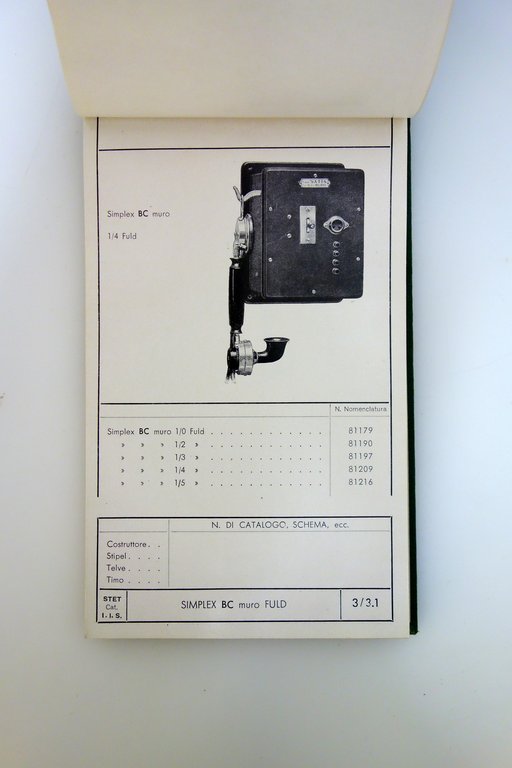 Simplex BC muro
1/4 Fuld
N. Nomenclatura
Simplex BC muro 1/0 Fuld . . . . . . . . . . . . 81179
» » » 1/2 » . . . . . . . . . . . . 81190
» » » 1/3 » . . . . . . . . . . . . 81197
» » » 1/4 » . . . . . . . . . . . . 81209
» » » 1/5 » . . . . . . . . . . . . 81216
N. DI CATALOGO, SCHEMA, ecc.
Costruttore . .
Stipel . . . .
Telve . . . .
Timo . . . .
STET
Cat.
I. I. S.
SIMPLEX BC muro FULD
3/3.1